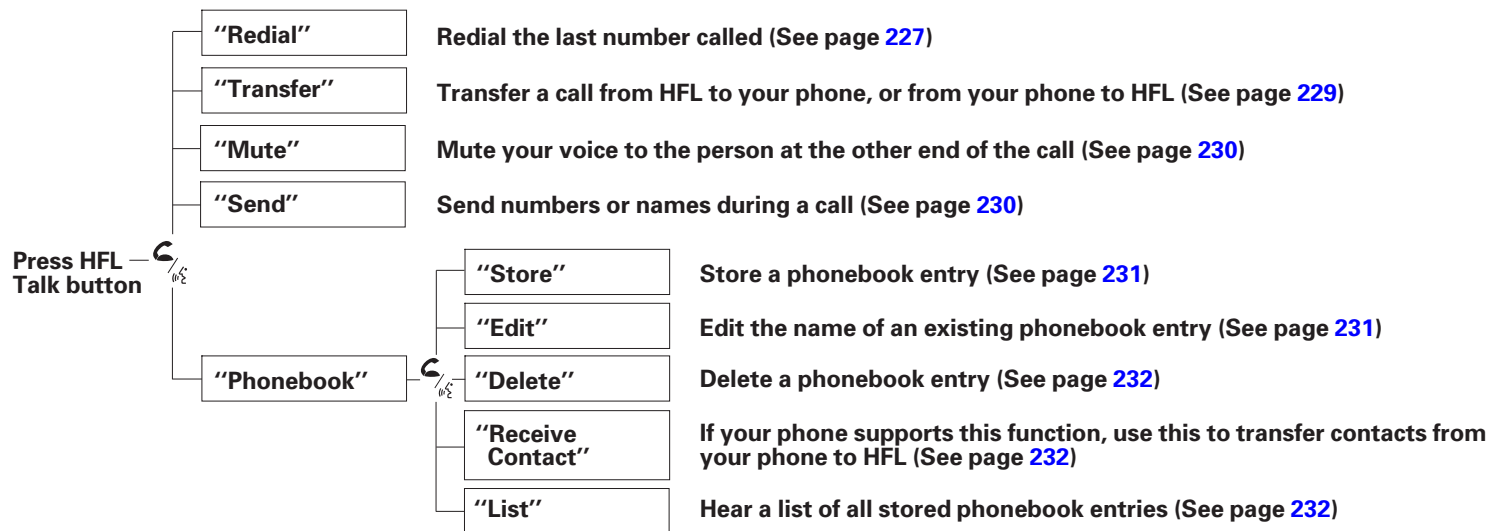 ‘‘Redial’’ Redial the last number called (See page 227)
‘‘Transfer’’ Transfer a call from HFL to your phone, or from your phone to HFL (See page 229)
‘‘Mute’’ Mute your voice to the person at the other end of the call (See page 230)
‘‘Send’’ Send numbers or names during a call (See page 230)
Press HFL
Talk button
‘‘Phonebook’’
‘‘Store’’ Store a phonebook entry (See page 231)
‘‘Edit’’ Edit the name of an existing phonebook entry (See page 231)
‘‘Delete’’ Delete a phonebook entry (See page 232)
‘‘Receive
Contact’’
If your phone supports this function, use this to transfer contacts from
your phone to HFL (See page 232)
‘‘List’’ Hear a list of all stored phonebook entries (See page 232)